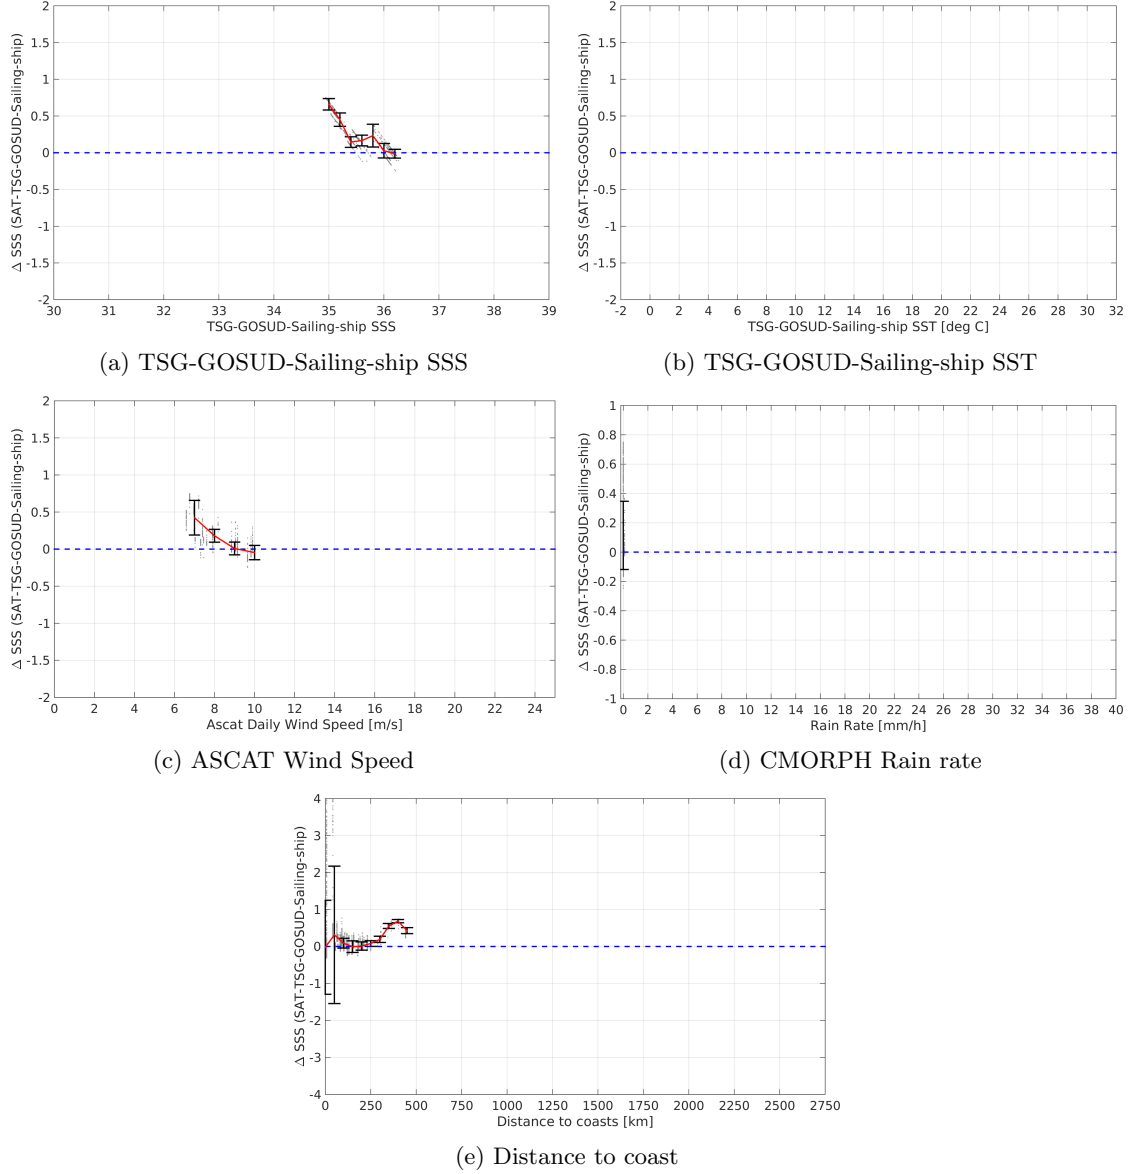 2
1.5
1
0.5
0
-0.5
-1
-1.5
-2
Δ SSS (SAT-TSG-GOSUD-Sailing-ship)
30 31 32 33 34 35 36 37 38 39
TSG-GOSUD-Sailing-ship SSS
(a) TSG-GOSUD-Sailing-ship SSS
2
1.5
1
0.5
0
-0.5
-1
-1.5
-2
Δ SSS (SAT-TSG-GOSUD-Sailing-ship)
-2 0 2 4 6 8 10 12 14 16 18 20 22 24 26 28 30 32
TSG-GOSUD-Sailing-ship SST [deg C]
(b) TSG-GOSUD-Sailing-ship SST
2
1.5
1
0.5
0
-0.5
-1
-1.5
-2
Δ SSS (SAT-TSG-GOSUD-Sailing-ship)
0 2 4 6 8 10 12 14 16 18 20 22 24
Ascat Daily Wind Speed [m/s]
(c) ASCAT Wind Speed
1
0.8
0.6
0.4
0.2
0
-0.2
-0.4
-0.6
-0.8
-1
Δ SSS (SAT-TSG-GOSUD-Sailing-ship)
0 2 4 6 8 10 12 14 16 18 20 22 24 26 28 30 32 34 36 38 40
Rain Rate [mm/h]
(d) CMORPH Rain rate
4
3
2
1
0
-1
-2
-3
-4
Δ SSS (SAT-TSG-GOSUD-Sailing-ship)
0 250 500 750 1000 1250 1500 1750 2000 2250 2500 2750
Distance to coasts [km]
(e) Distance to coast